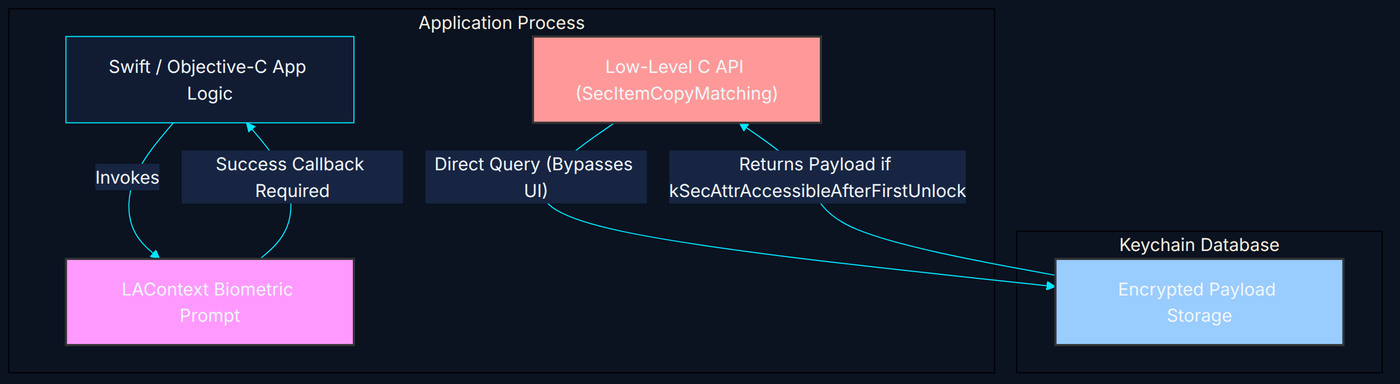 Application Process
Swift / Objective-C App
Logic
Low-Level C API
(SecItemCopyMatching)
Invokes
Success Callback
Required
Direct Query (Bypasses
UI)
Returns Payload if
kSecAttrAccessibleAfterFirstUnlock
LAContext Biometric
Prompt
Keychain Database
Encrypted Payload
Storage